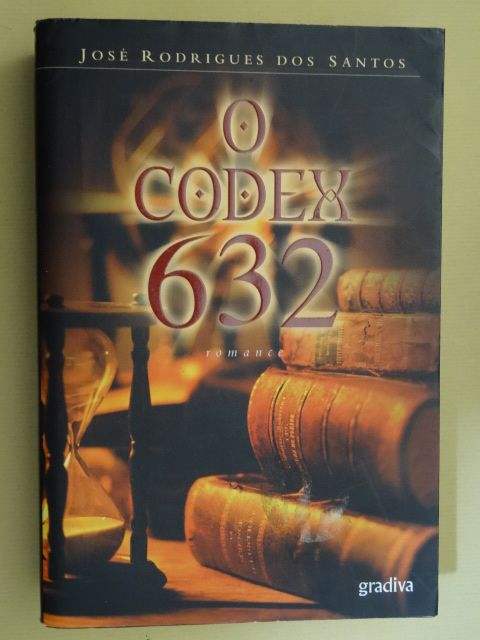 JOSÉ RODRIGUES DOS SANTOS
O
CODEX
632
romance
gradiva